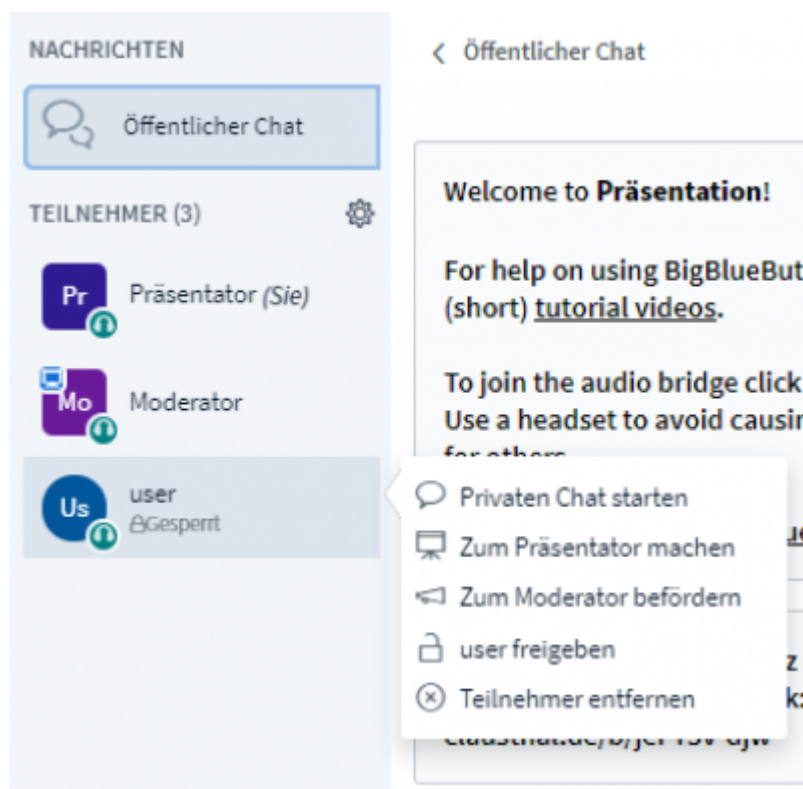 NACHRICHTEN
Öffentlicher Chat
TEILNEHMER (3)
Pr Präsentator (Sie)
Mo Moderator
Us user
Gesperrt
Öffentlicher Chat
Welcome to Präsentation!
For help on using BigBlueBut
(short) tutorial videos.
To join the audio bridge click
Use a headset to avoid causin
for others.
Privaten Chat starten
Zum Präsentator machen
Zum Moderator befördern
user freigeben
Teilnehmer entfernen
z
k: